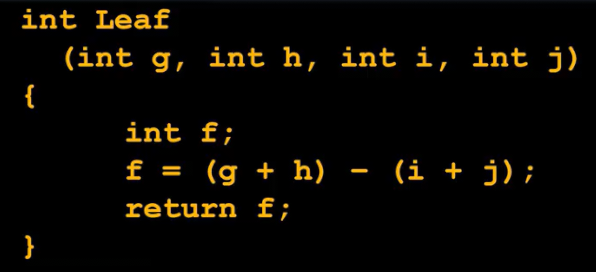 int Leaf
(int g, int h, int i, int j)
{
int f;
f = (g + h) - (i + j);
return f;
}